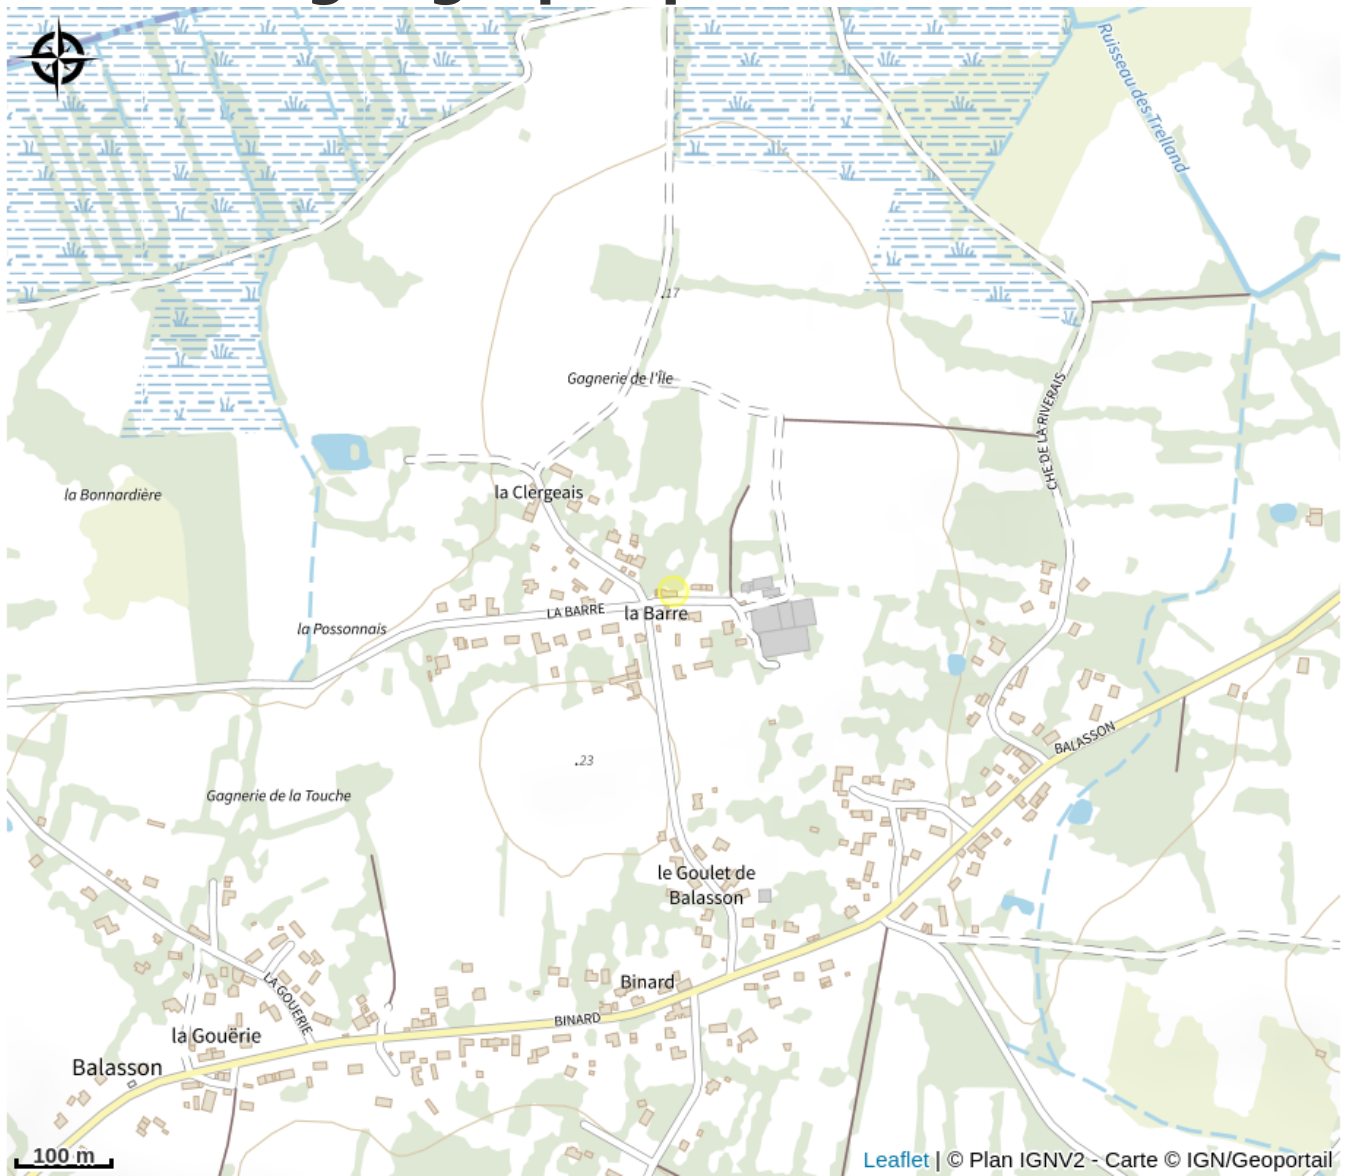 Ruisseau des Trelland
.17
Gagnerie de l'Île
CHE DE LA RIVERAIS
la Bonnardière
la Clergeais
LA BARRE
la Barre
la Possonnais
BALASSON
.23
Gagnerie de la Touche
le Goulet de
Balasson
Binard
LA GOUERIE
BINARD
la Gouërie
Balasson
100 m
Leaflet | © Plan IGNV2 - Carte © IGN/Geoportail